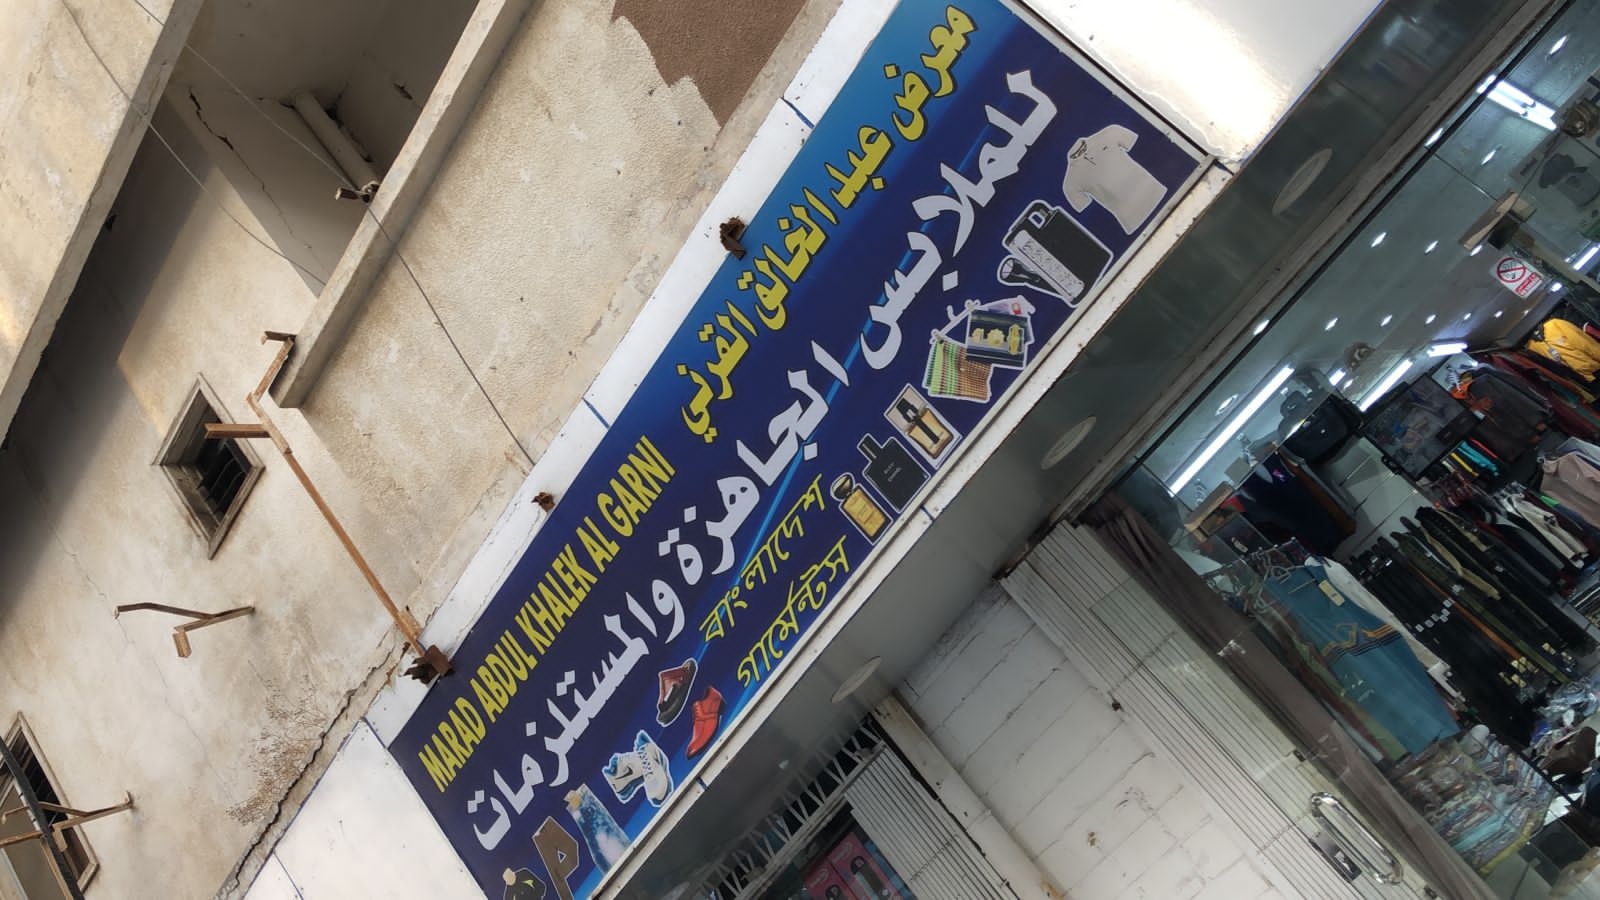 معرض عبد الخالق القرني
MARAD ABDUL KHALEK AL GARNI
للملابس الجاهزة والمستلزمات
বাংলাদেশ
গার্মেন্টস